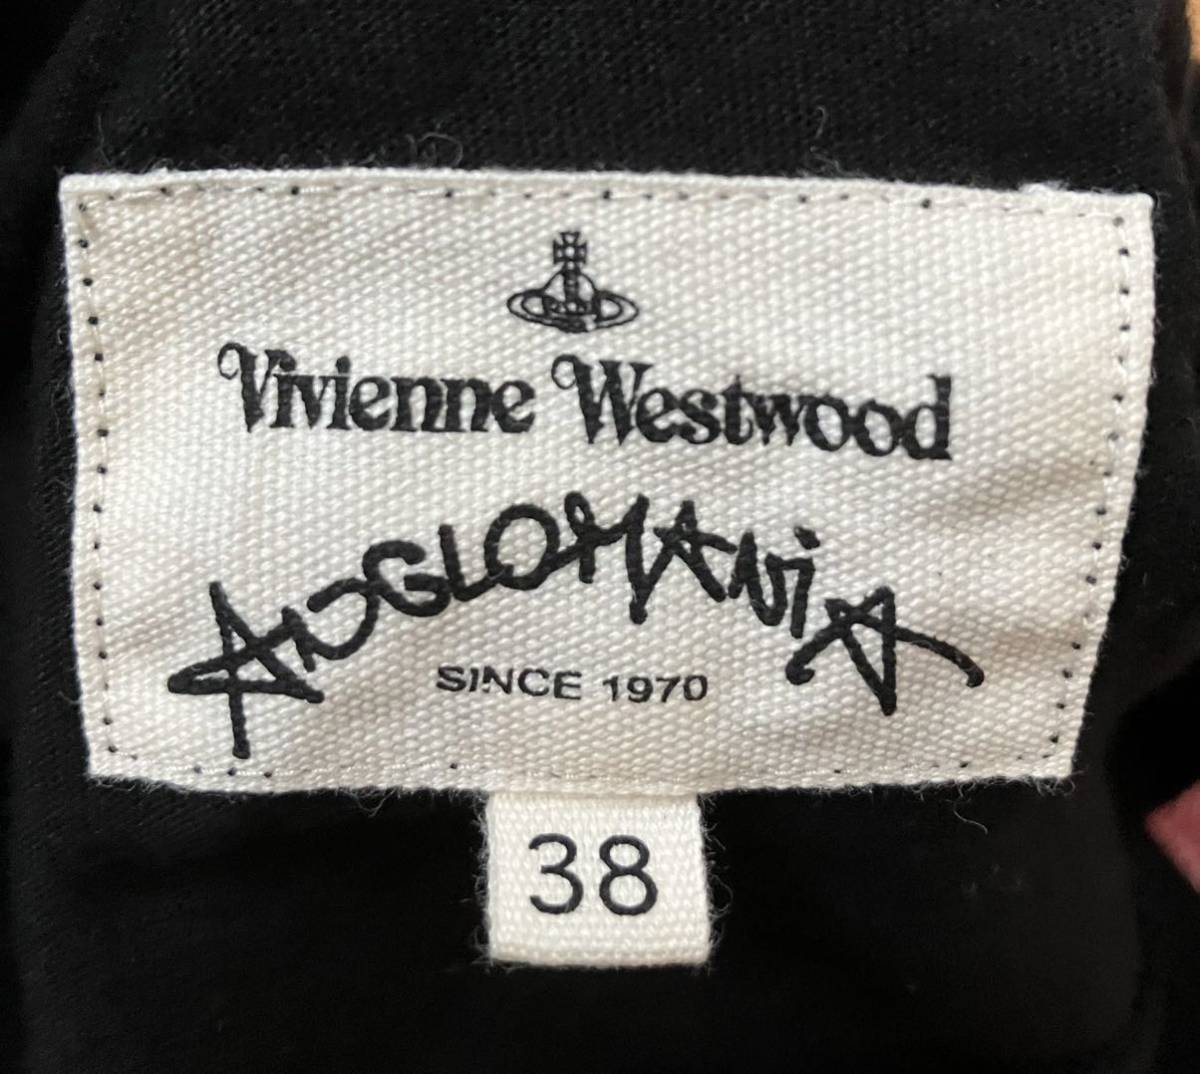 Vivienne Westwood
ANGLOMANiA
SINCE 1970
38